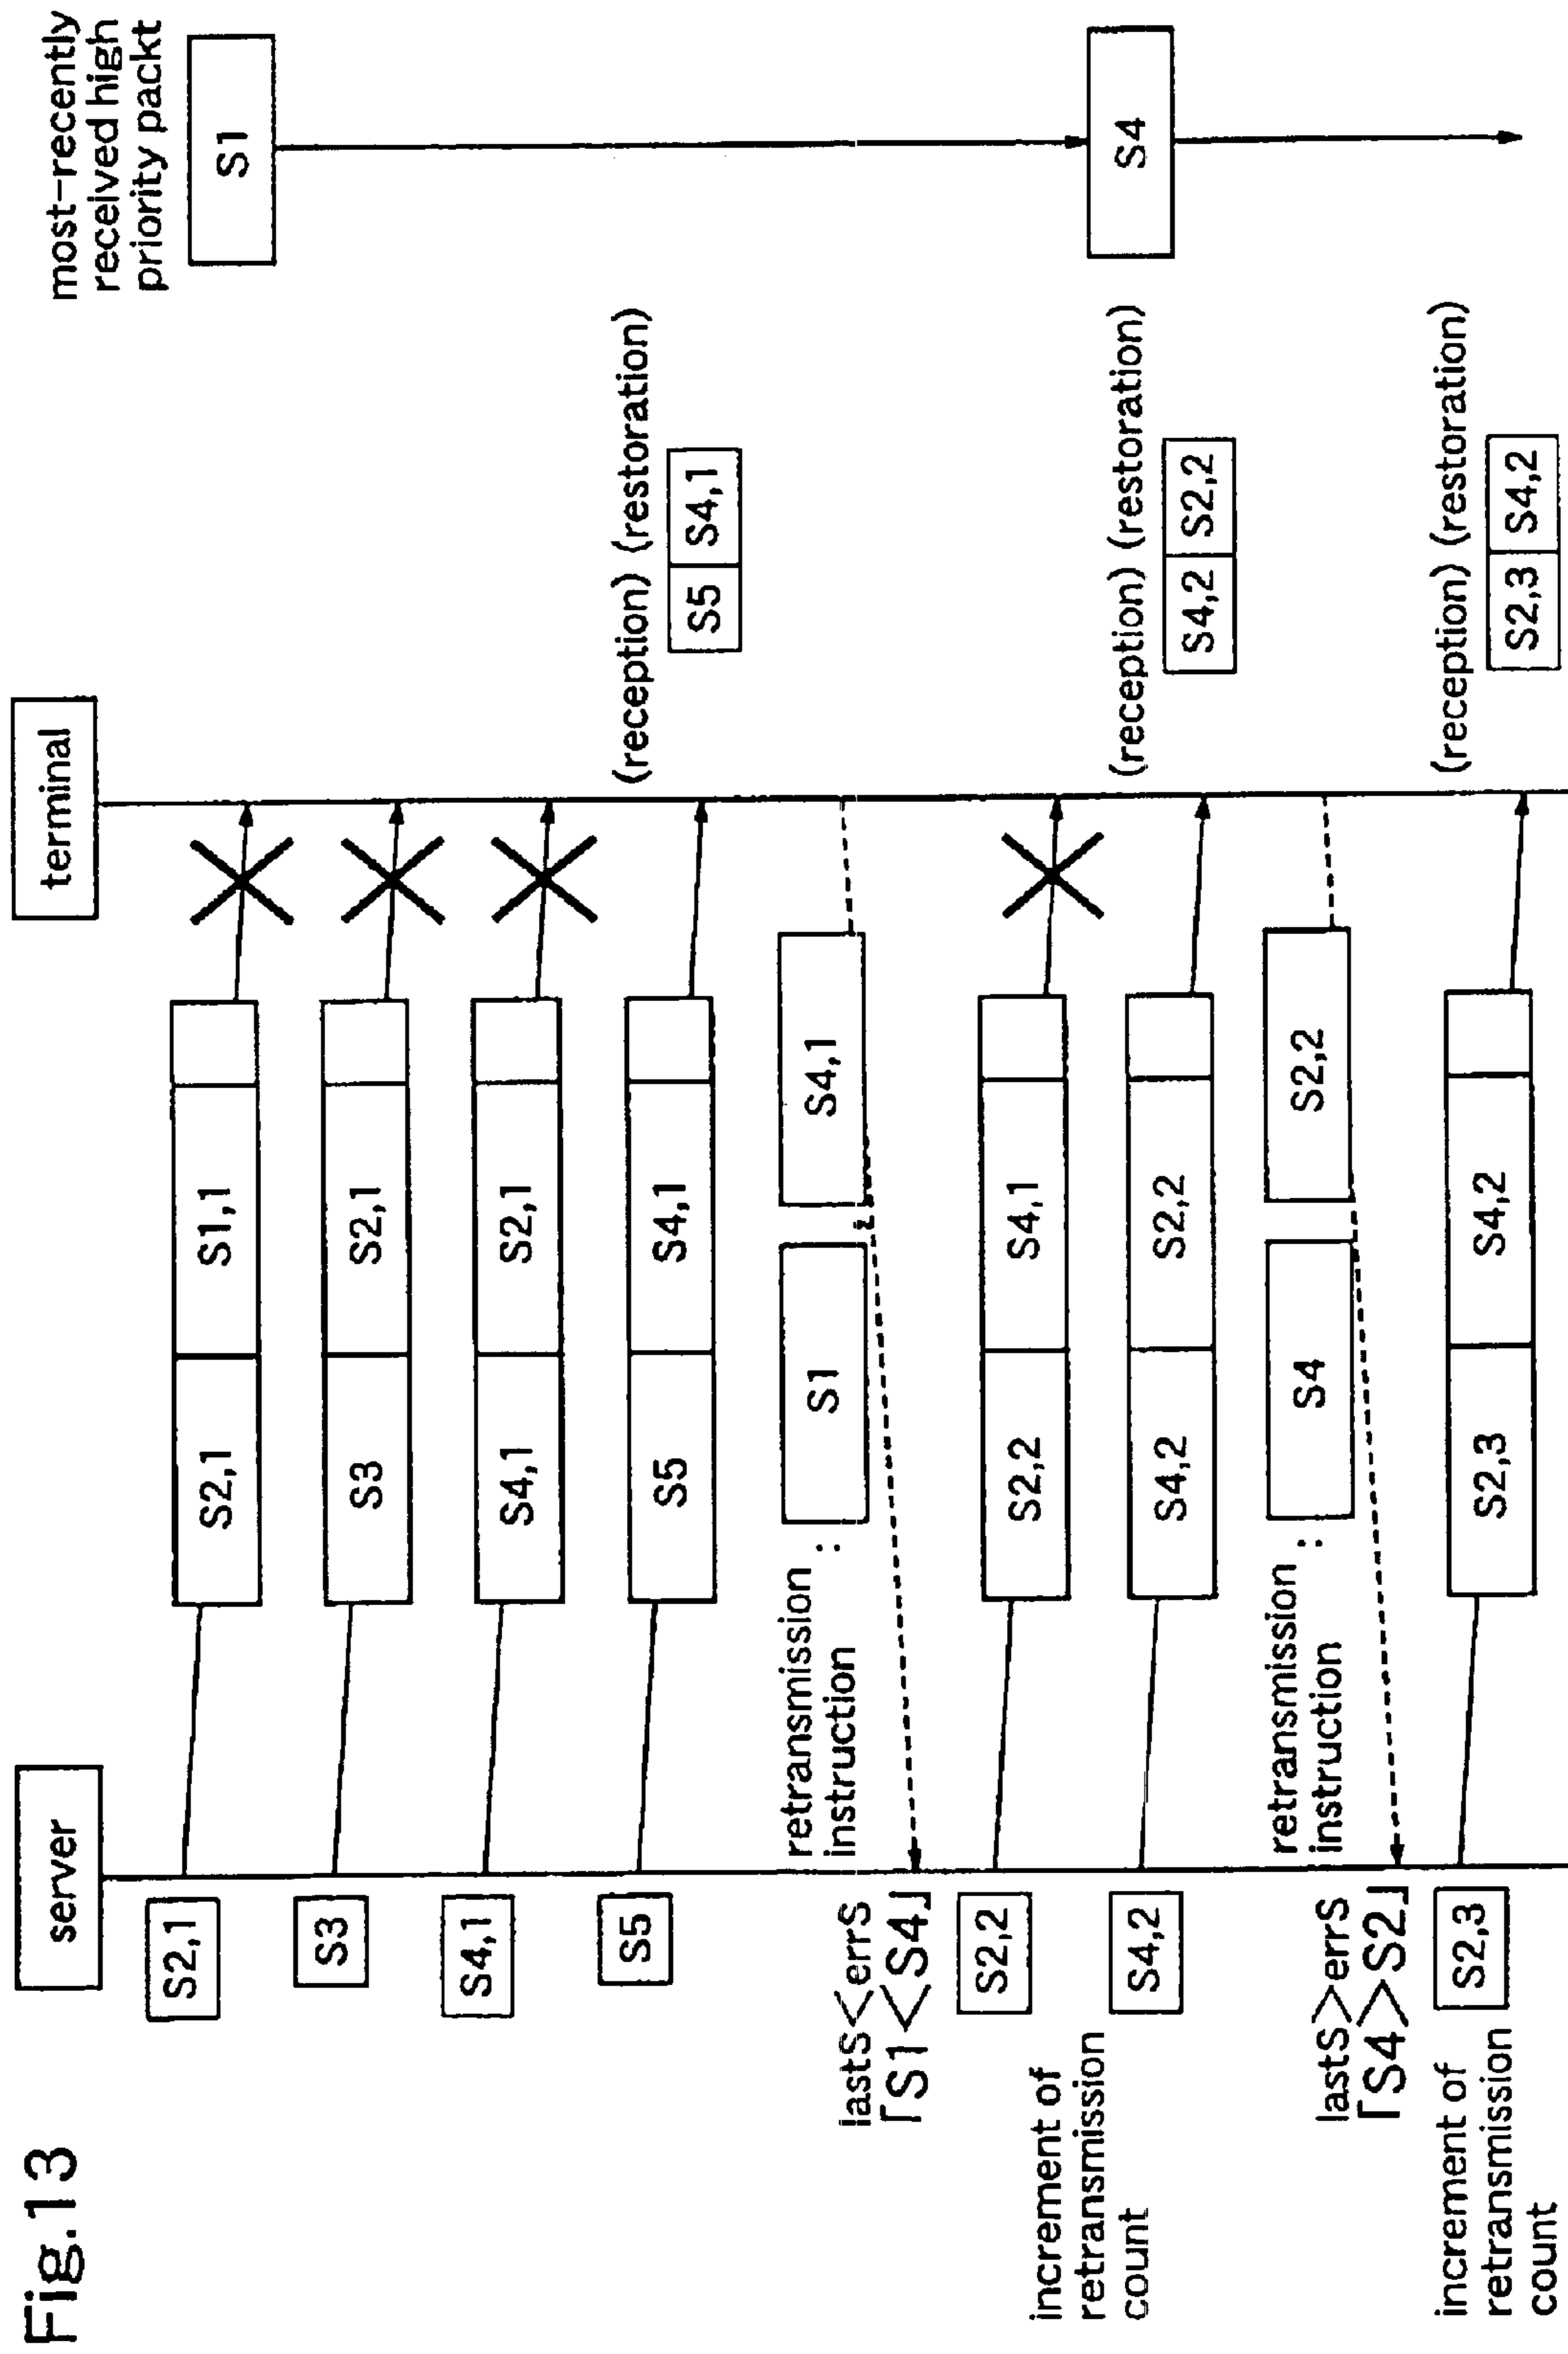 Fig.13
server
terminal
most-recently
received high
priority packt
S2,1
S2,1
S1,1
S1
S3
S3
S2,1
S4,1
S4,1
S2,1
S5
S5
S4,1
(reception) (restoration)
S5
S4,1
retransmission :
instruction
S1
S4,1
lastS<errS
「S1<S4」
S2,2
S2,2
S4,1
increment of
retransmission
count
S4,2
S4,2
S2,2
(reception) (restoration)
S4,2
S2,2
S4
retransmission :
instruction
S4
S2,2
lastS>errS
「S4>S2」
increment of
retransmission
count
S2,3
S2,3
S4,2
(reception) (restoration)
S2,3
S4,2